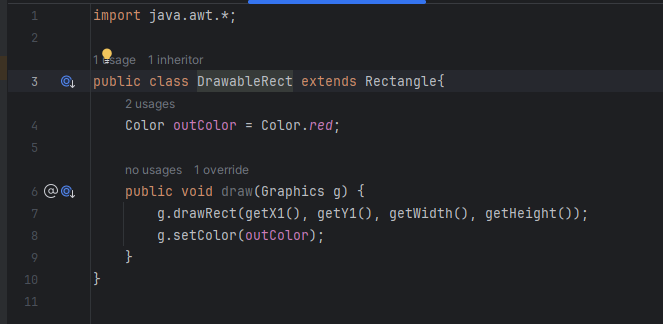 1 import java.awt.*;
2
1 usage 1 inheritor
3 public class DrawableRect extends Rectangle{
2 usages
4 Color outColor = Color.red;
5
no usages 1 override
6 @ public void draw(Graphics g) {
7 g.drawRect(getX1(), getY1(), getWidth(), getHeight());
8 g.setColor(outColor);
9 }
10 }
11